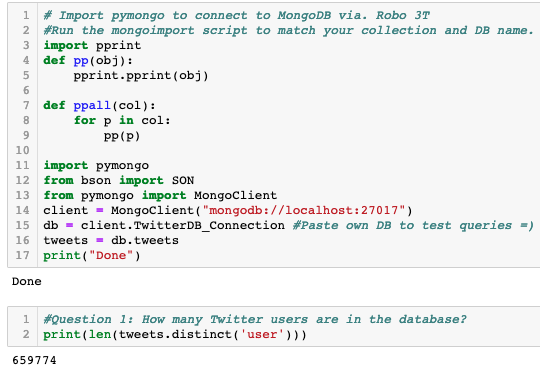 1 # Import pymongo to connect to MongoDB via. Robo 3T
2 #Run the mongoimport script to match your collection and DB name.
3 import pprint
4 def pp(obj):
5     pprint.pprint(obj)
6
7 def ppall(col):
8     for p in col:
9         pp(p)
10
11 import pymongo
12 from bson import SON
13 from pymongo import MongoClient
14 client = MongoClient("mongodb://localhost:27017")
15 db = client.TwitterDB_Connection #Paste own DB to test queries =)
16 tweets = db.tweets
17 print("Done")
Done
1 #Question 1: How many Twitter users are in the database?
2 print(len(tweets.distinct('user')))
659774